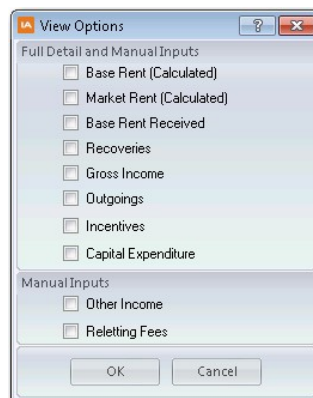 View Options
Full Detail and Manual Inputs
Base Rent (Calculated)
Market Rent (Calculated)
Base Rent Received
Recoveries
Gross Income
Outgoings
Incentives
Capital Expenditure
Manual Inputs
Other Income
Reletting Fees
OK
Cancel